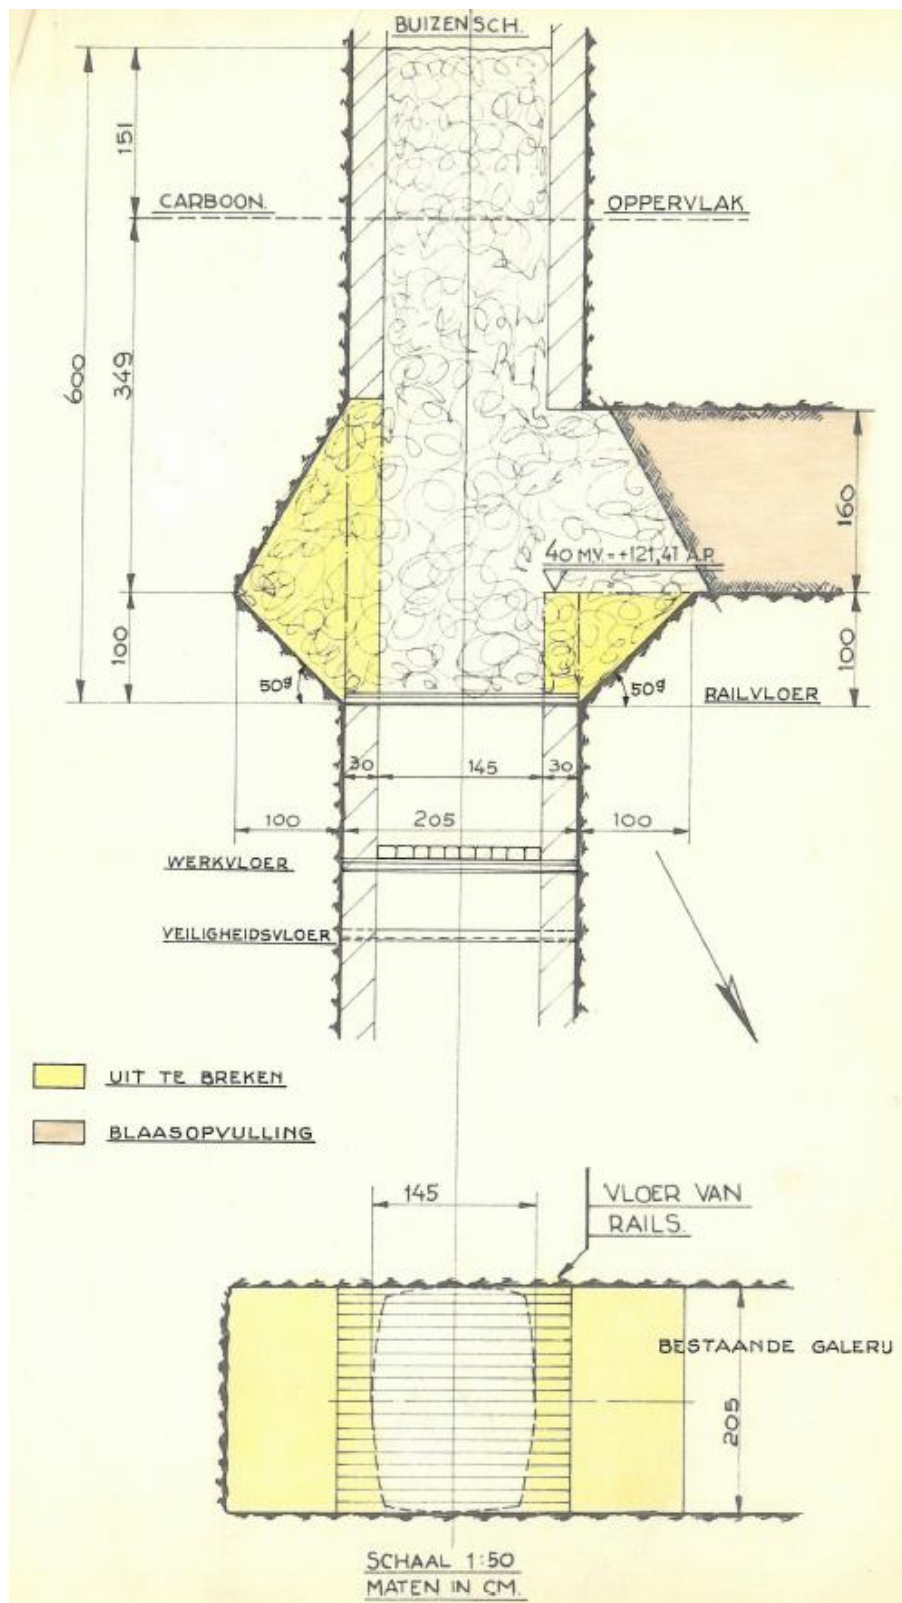 BUIZENSCH.
151
CARBOON.
OPPERVLAK
600
349
160
40 M.V. = +121,41 A.P.
100
100
50g
50g
RAILVLOER
30
145
30
100
205
100
WERKVLOER
VEILIGHEIDSVLOER
UIT TE BREKEN
BLAASOPVULLING
145
VLOER VAN
RAILS.
BESTAANDE GALERIJ
205
SCHAAL 1:50
MATEN IN CM.